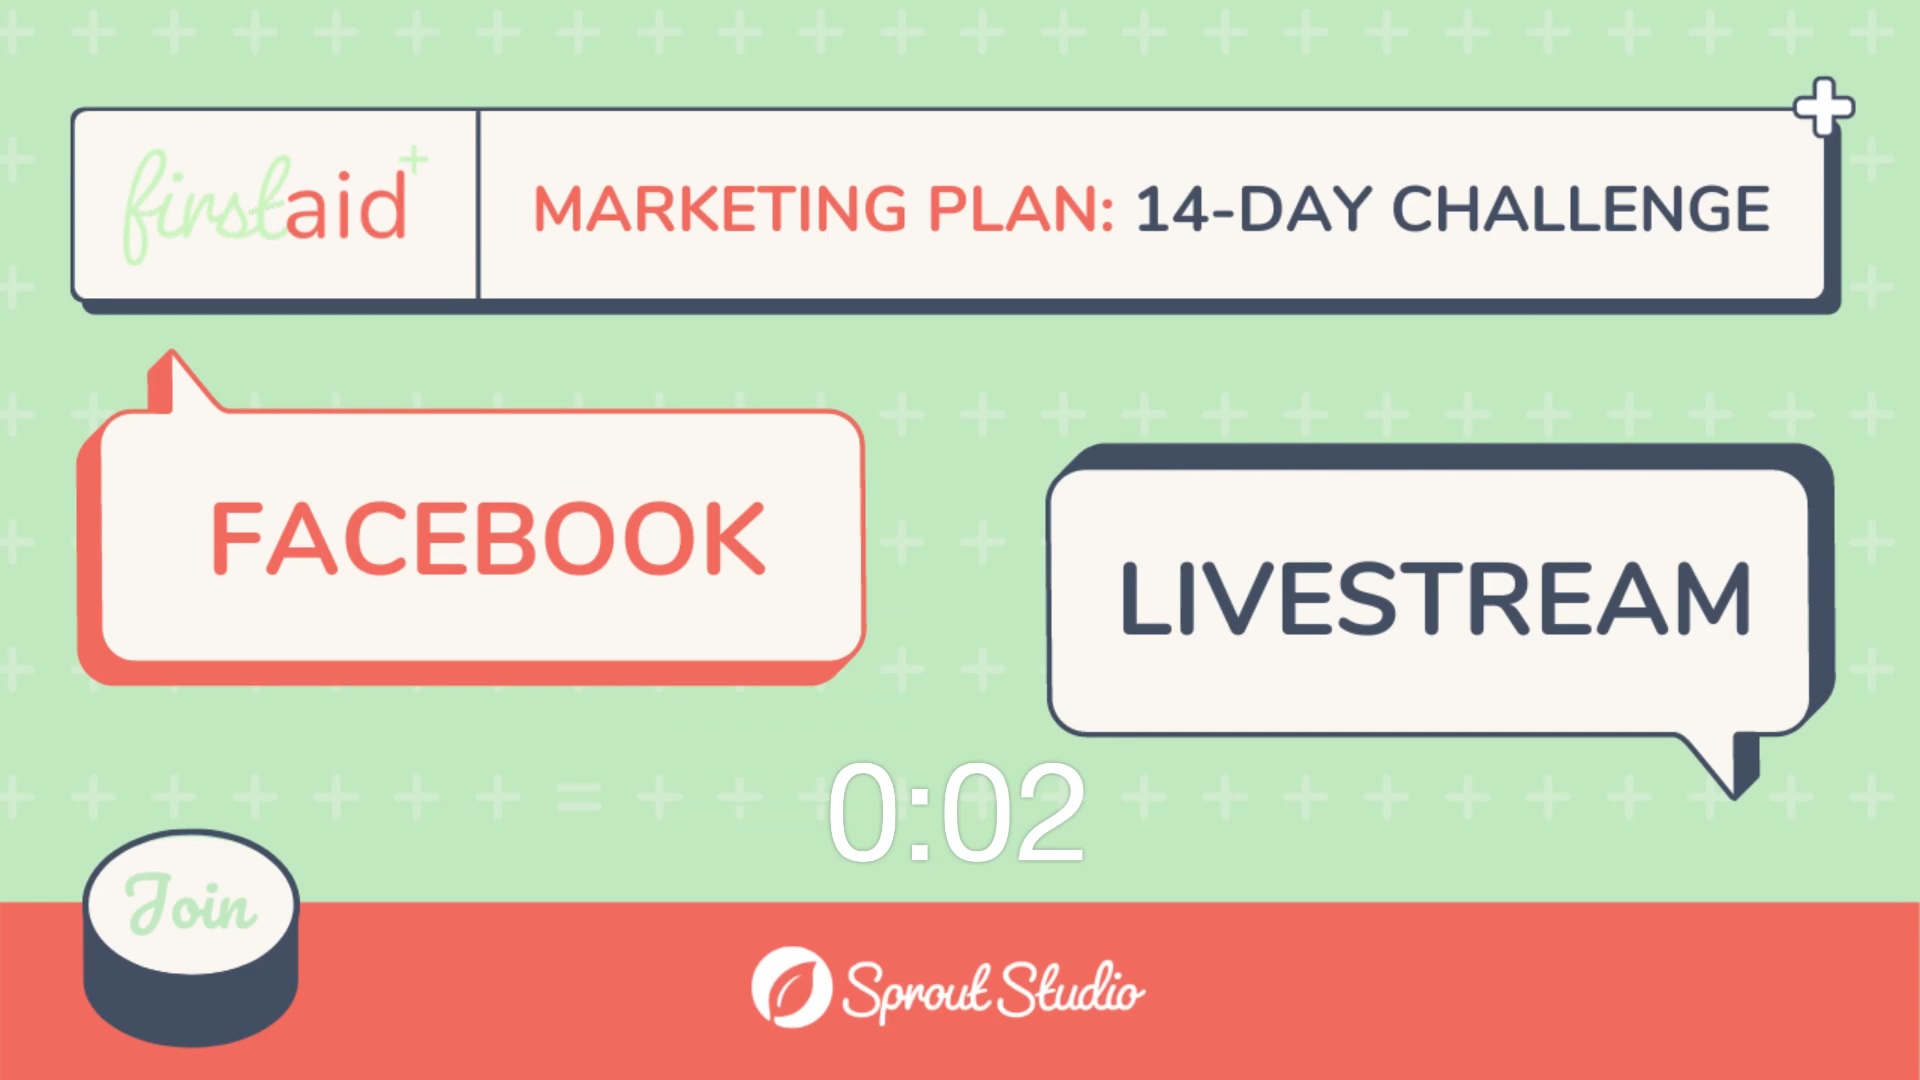 firstaid+
MARKETING PLAN: 14-DAY CHALLENGE
FACEBOOK
LIVESTREAM
0:02
Join
Sprout Studio